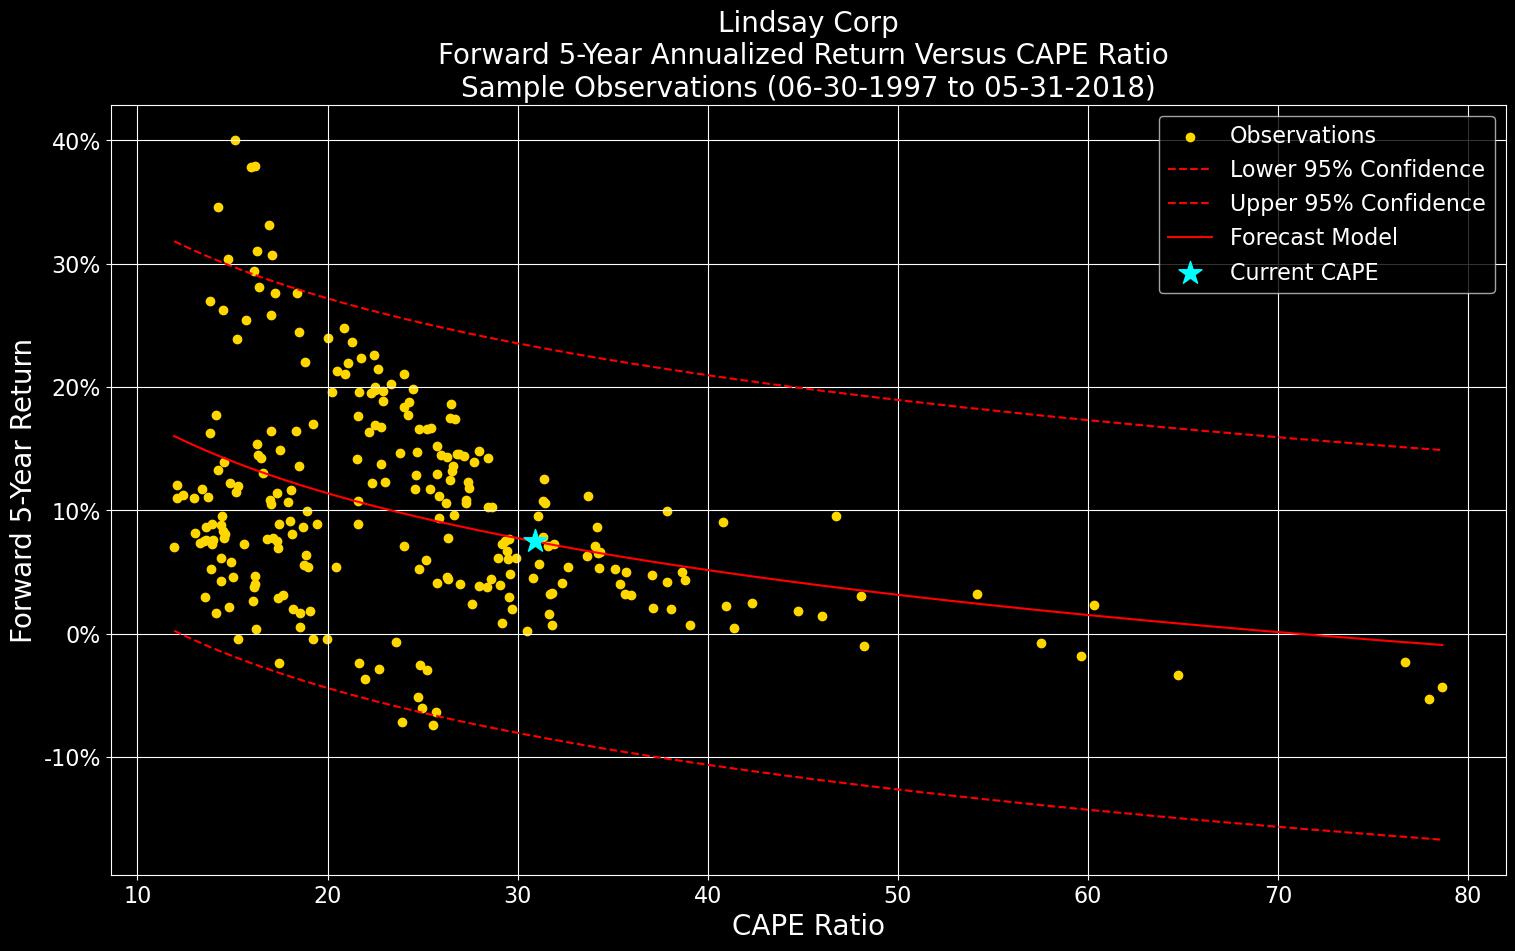 Lindsay Corp
Forward 5-Year Annualized Return Versus CAPE Ratio
Sample Observations (06-30-1997 to 05-31-2018)
Observations
Lower 95% Confidence
Upper 95% Confidence
Forecast Model
Current CAPE
Forward 5-Year Return
40%
30%
20%
10%
0%
-10%
10 20 30 40 50 60 70 80
CAPE Ratio